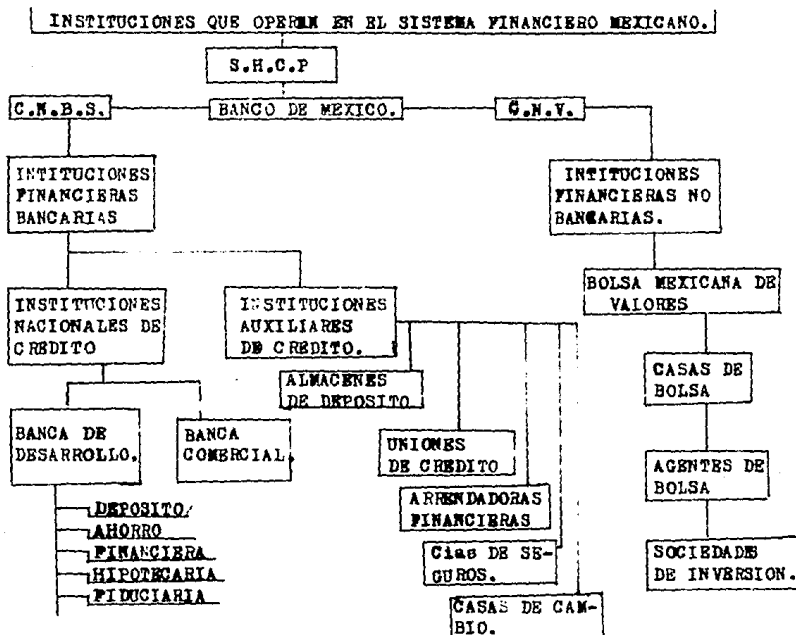 INSTITUCIONES QUE OPEREN EN EL SISTEMA FINANCIERO MEXICANO.
S.H.C.P
C.N.B.S.
BANCO DE MEXICO.
C.N.V.
INTITUCIONES
FINANCIERAS
BANCARIAS
INTITUCIONES
FINANCIERAS NO
BANCARIAS.
INSTITUCIONES
NACIONALES DE
CREDITO
INSTITUCIONES
AUXILIARES
DE CREDITO.
BOLSA MEXICANA DE
VALORES
ALMACENES
DE DEPOSITO
CASAS DE
BOLSA
BANCA DE
DESARROLLO.
BANCA
COMERCIAL.
UNIONES
DE CREDITO
AGENTES DE
BOLSA
DEPOSITO
AHORRO
FINANCIERA
HIPOTECARIA
FIDUCIARIA
ARRENDADORAS
FINANCIERAS
Cias DE SE-
GUROS.
SOCIEDADES
DE INVERSION.
CASAS DE CAM-
BIO.